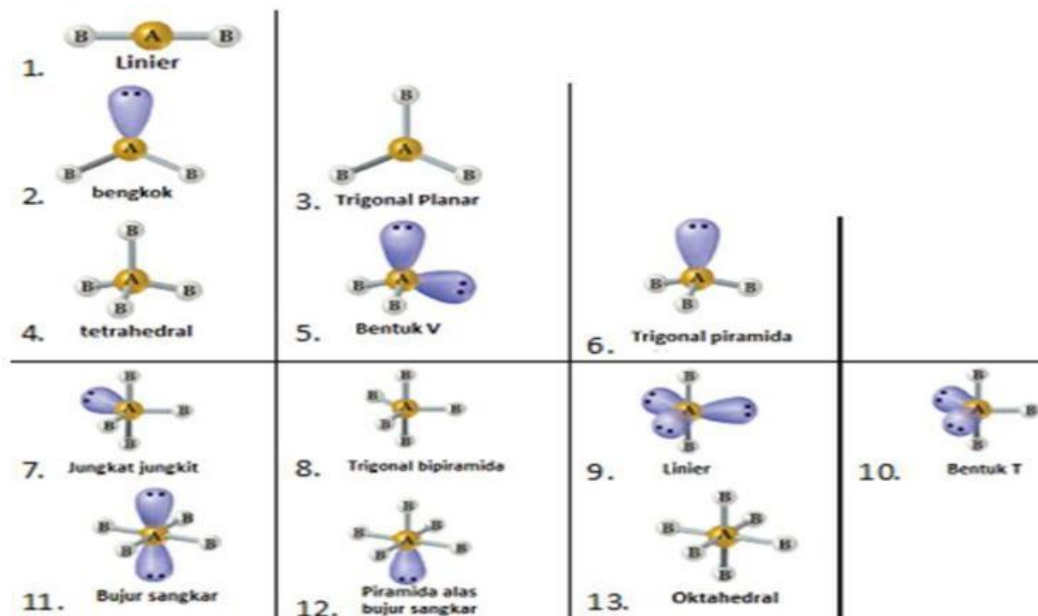 B A B
1. Linier
A
B B
2. bengkok
B
A
B B
3. Trigonal Planar
B
B A B
B
4. tetrahedral
B A
B
5. Bentuk V
A
B B
B
6. Trigonal piramida
B
A B
B
B
7. Jungkat jungkit
B
B A B
B
B
8. Trigonal bipiramida
B
A
B
9. Linier
B
A B
B
10. Bentuk T
B B
A
B B
11. Bujur sangkar
B
B B
A
B B
12. Piramida alas
bujur sangkar
B
B B
A
B B
B
13. Oktahedral